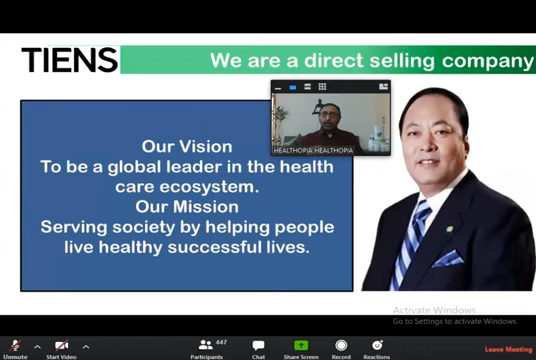 TIENS
We are a direct selling company
HEALTHOPIA HEALTHOPIA
Our Vision
To be a global leader in the health
care ecosystem.
Our Mission
Serving society by helping people
live healthy successful lives.
Activate Windows
Go to Settings to activate Windows.
447
Unmute
Start Video
Participants
Chat
Share Screen
Record
Reactions
Leave Meeting